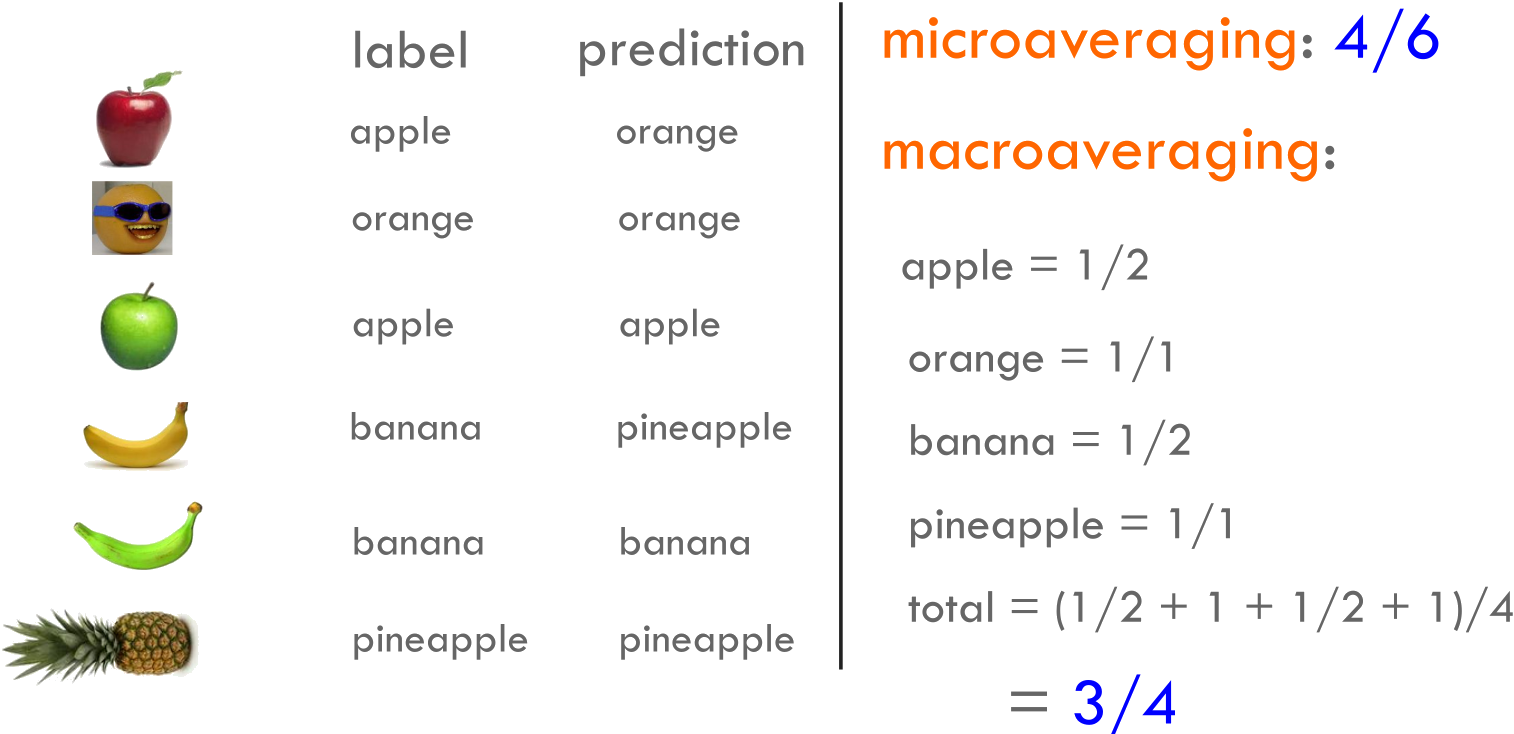 label prediction
apple orange
orange orange
apple apple
banana pineapple
banana banana
pineapple pineapple
microaveraging: 4/6
macroaveraging:
apple = 1/2
orange = 1/1
banana = 1/2
pineapple = 1/1
total = (1/2 + 1 + 1/2 + 1)/4
= 3/4